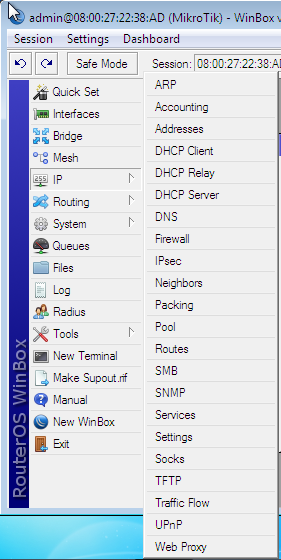 admin@08:00:27:22:38:AD (MikroTik) - WinBox v
Session Settings Dashboard
Safe Mode Session: 08:00:27:22:38:A
Quick Set
Interfaces
Bridge
Mesh
IP
Routing
System
Queues
Files
Log
Radius
Tools
New Terminal
Make Supout.rif
Manual
New WinBox
Exit
RouterOS WinBox
ARP
Accounting
Addresses
DHCP Client
DHCP Relay
DHCP Server
DNS
Firewall
IPsec
Neighbors
Packing
Pool
Routes
SMB
SNMP
Services
Settings
Socks
TFTP
Traffic Flow
UPnP
Web Proxy